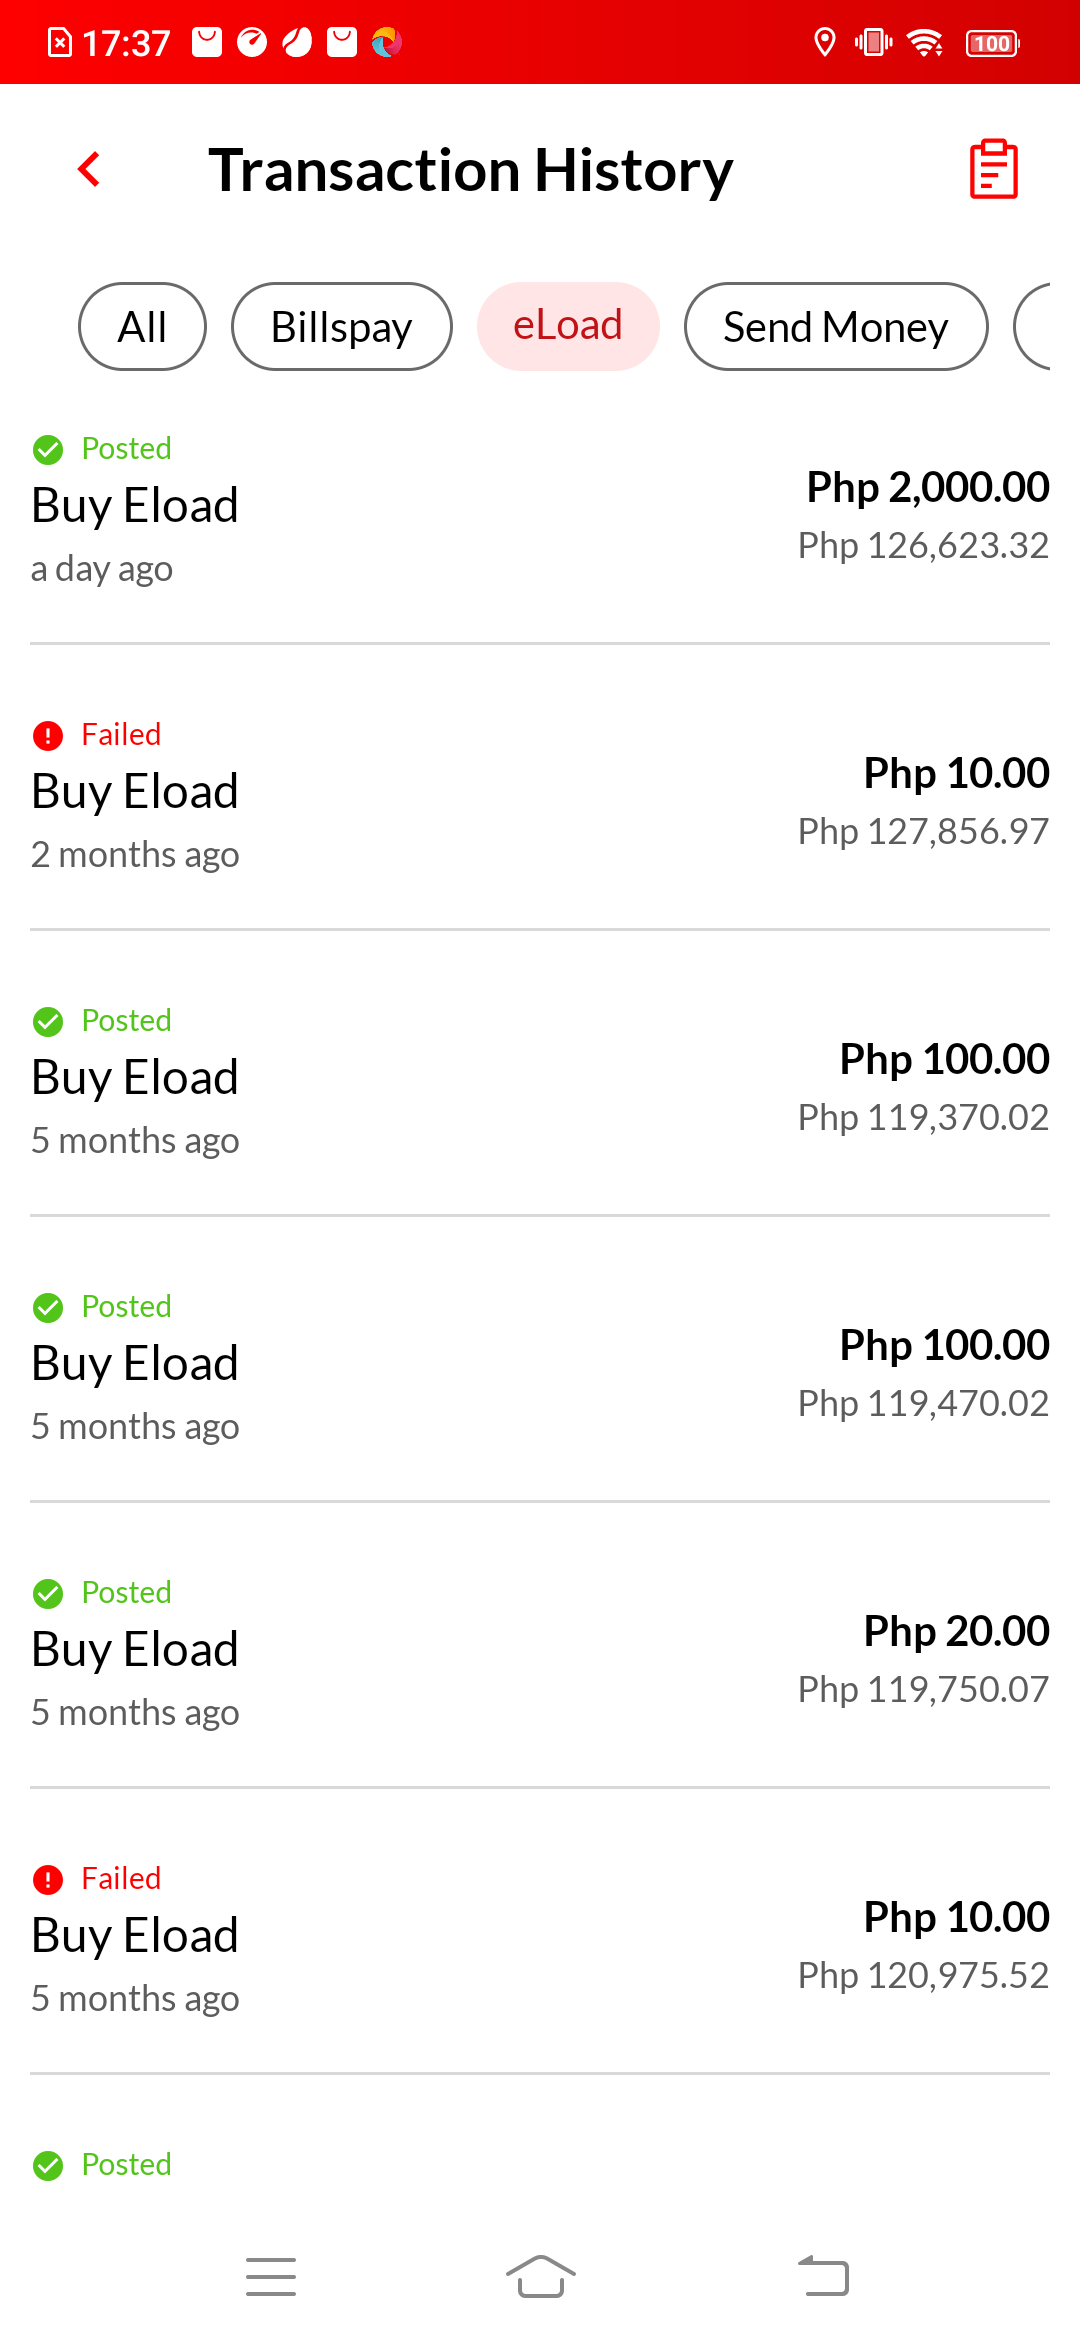 17:37
100
Transaction History
All
Billspay
eLoad
Send Money
Posted
Buy Eload
a day ago
Php 2,000.00
Php 126,623.32
Failed
Buy Eload
2 months ago
Php 10.00
Php 127,856.97
Posted
Buy Eload
5 months ago
Php 100.00
Php 119,370.02
Posted
Buy Eload
5 months ago
Php 100.00
Php 119,470.02
Posted
Buy Eload
5 months ago
Php 20.00
Php 119,750.07
Failed
Buy Eload
5 months ago
Php 10.00
Php 120,975.52
Posted